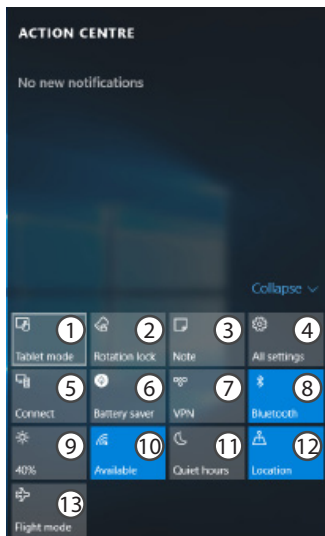 ACTION CENTRE
No new notifications
Collapse
1 2 3 4
Tablet mode Rotation lock Note All settings
5 6 7 8
Connect Battery saver VPN Bluetooth
9 10 11 12
40% Available Quiet hours Location
13
Flight mode